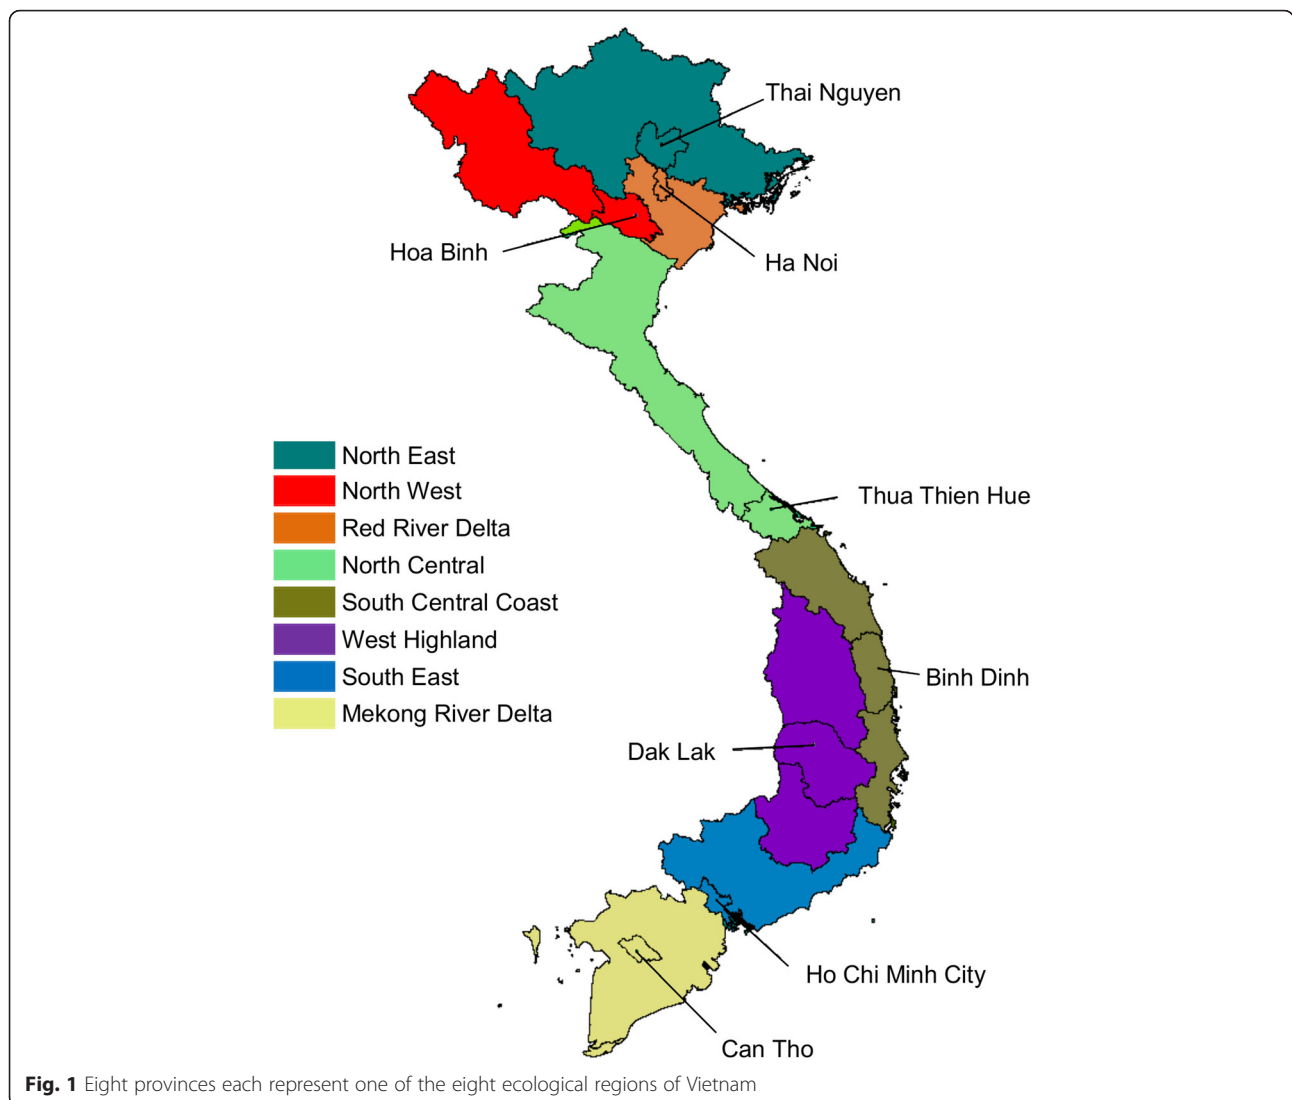 Thai Nguyen
Hoa Binh
Ha Noi
North East
North West
Red River Delta
North Central
South Central Coast
West Highland
South East
Mekong River Delta
Thua Thien Hue
Binh Dinh
Dak Lak
Ho Chi Minh City
Can Tho
Fig. 1 Eight provinces each represent one of the eight ecological regions of Vietnam